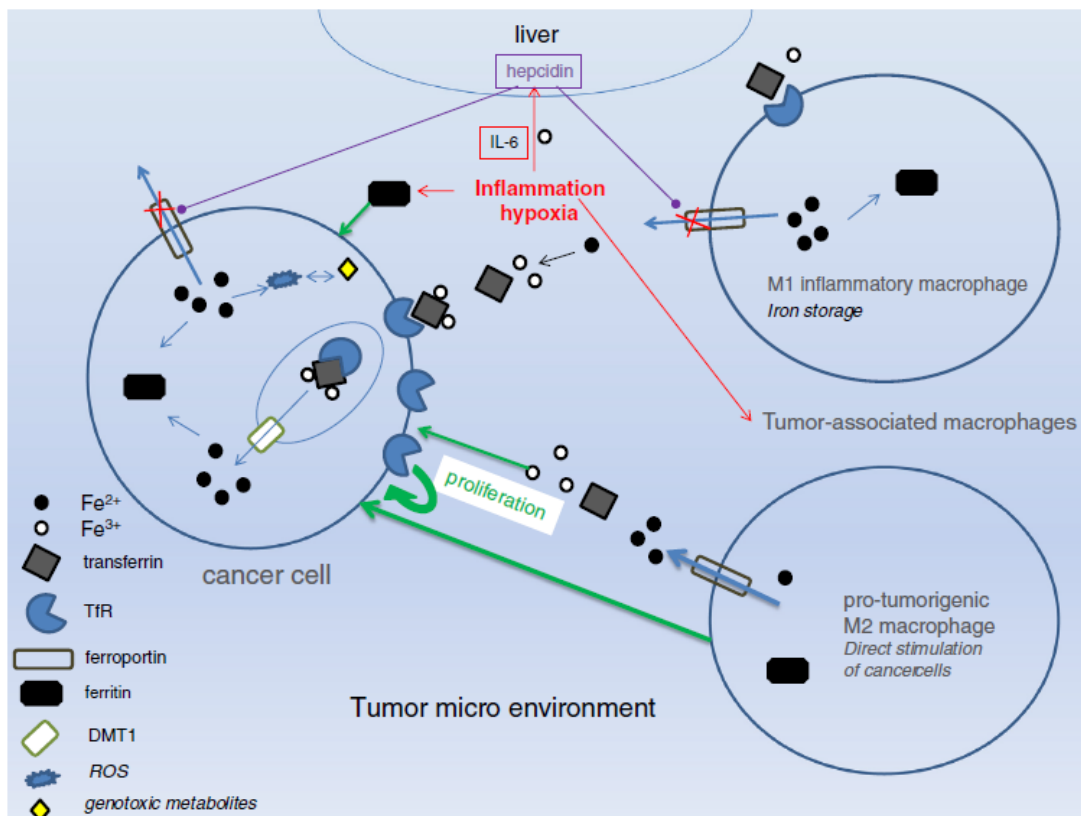 liver
hepcidin
IL-6
Inflammation
hypoxia
M1 inflammatory macrophage
Iron storage
Tumor-associated macrophages
proliferation
cancer cell
Fe2+
Fe3+
transferrin
TfR
ferroportin
ferritin
DMT1
ROS
genotoxic metabolites
pro-tumorigenic
M2 macrophage
Direct stimulation
of cancercells
Tumor micro environment